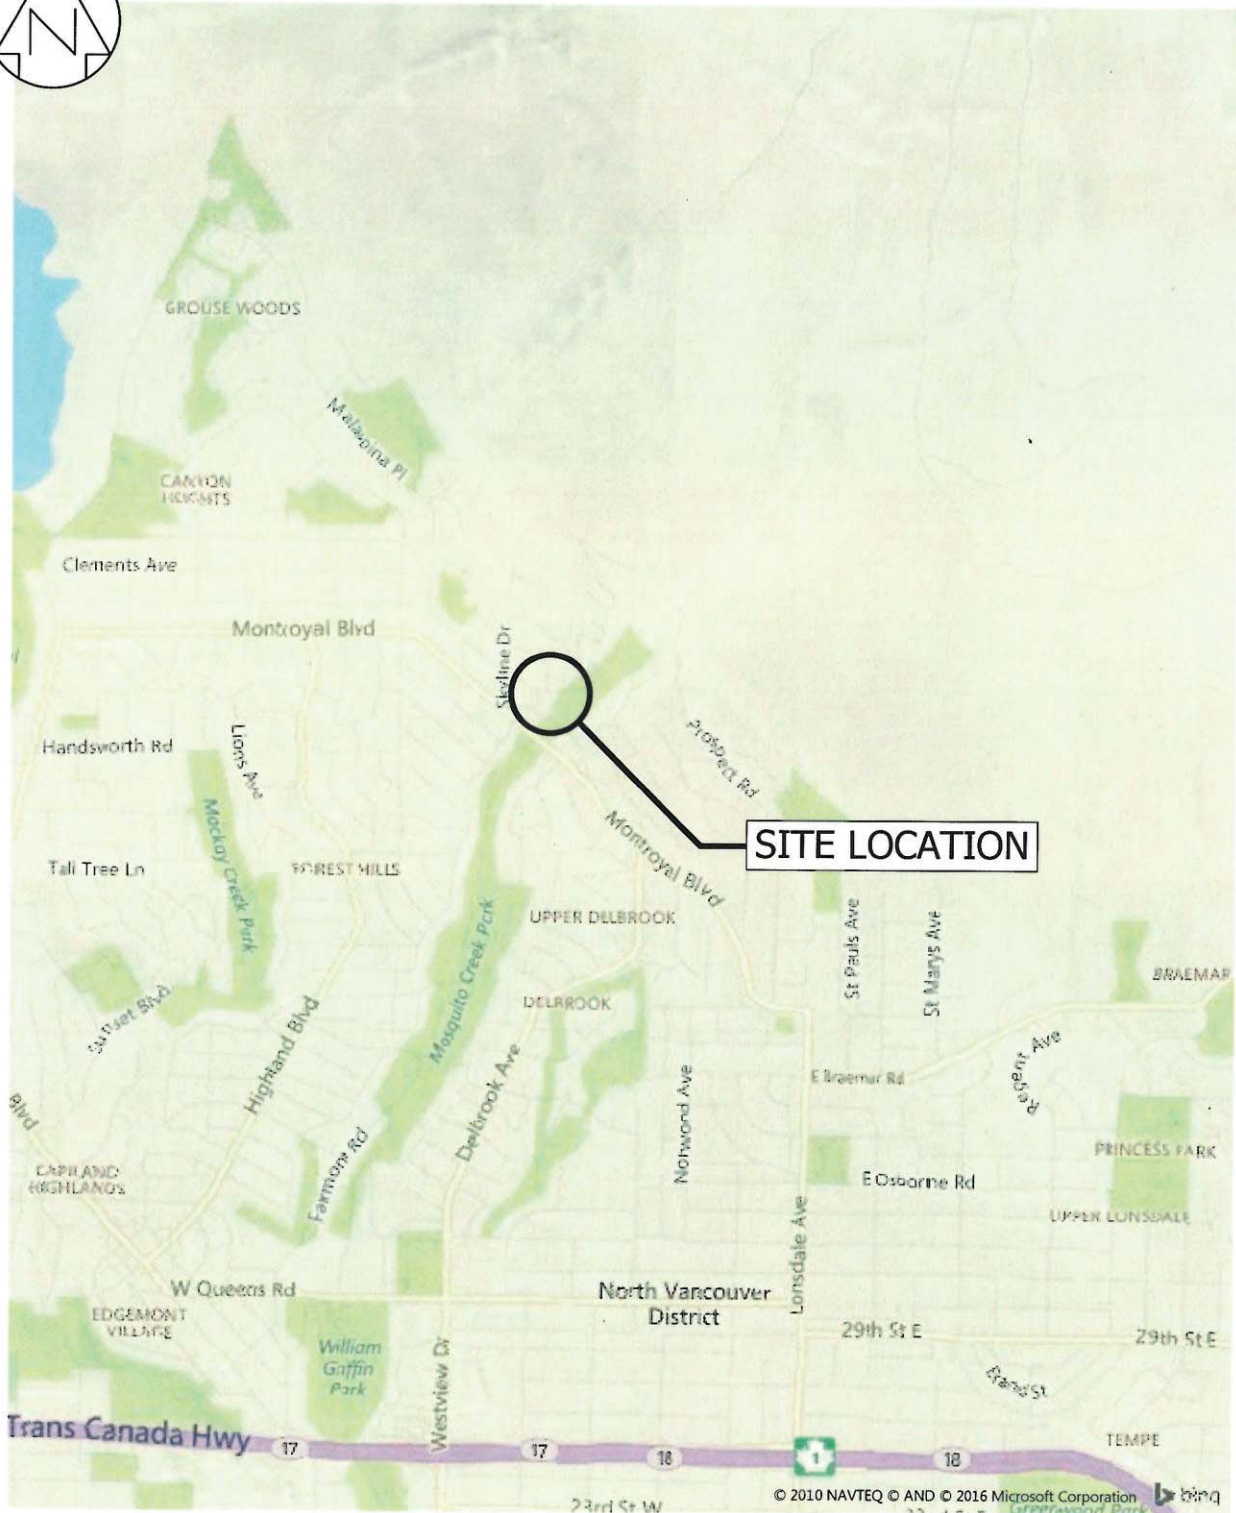 N
GROUSE WOODS
Malaspina Pl
CANYON
HEIGHTS
Clements Ave
Montroyal Blvd
Skyline Dr
Prospect Rd
Handsworth Rd
Lions Ave
SITE LOCATION
Montroyal Blvd
Mackay Creek Park
Tall Tree Ln
FOREST HILLS
Mosquito Creek Park
UPPER DELBROOK
St Pauls Ave
St Marys Ave
BRAEMAR
DELBROOK
Sunset Blvd
Highland Blvd
Delbrook Ave
Regent Ave
E Braemar Rd
Norwood Ave
Blvd
Fairmont Rd
PRINCESS PARK
CAPILANO
HIGHLANDS
E Osborne Rd
UPPER LONSDALE
Lonsdale Ave
W Queens Rd
North Vancouver
District
EDGEMONT
VILLAGE
29th St E
29th St E
William
Griffin
Park
Westview Dr
Trans Canada Hwy
17
17
18
1
18
TEMPE
© 2010 NAVTEQ © AND © 2016 Microsoft Corporation
bing
23rd St W
Greenwood Park